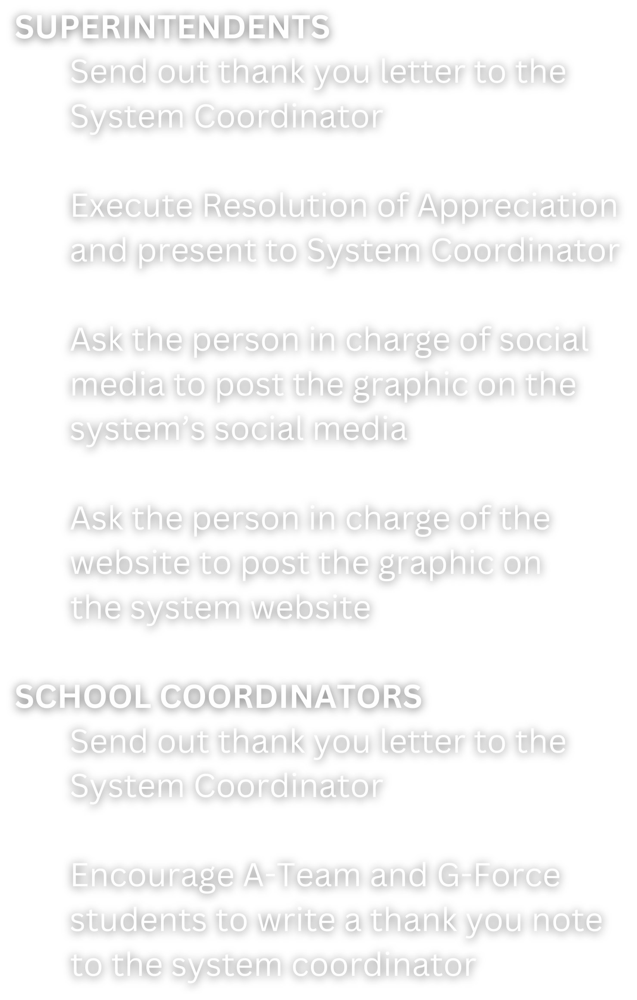 SUPERINTENDENTS
Send out thank you letter to the
System Coordinator
Execute Resolution of Appreciation
and present to System Coordinator
Ask the person in charge of social
media to post the graphic on the
system’s social media
Ask the person in charge of the
website to post the graphic on
the system website
SCHOOL COORDINATORS
Send out thank you letter to the
System Coordinator
Encourage A-Team and G-Force
students to write a thank you note
to the system coordinator